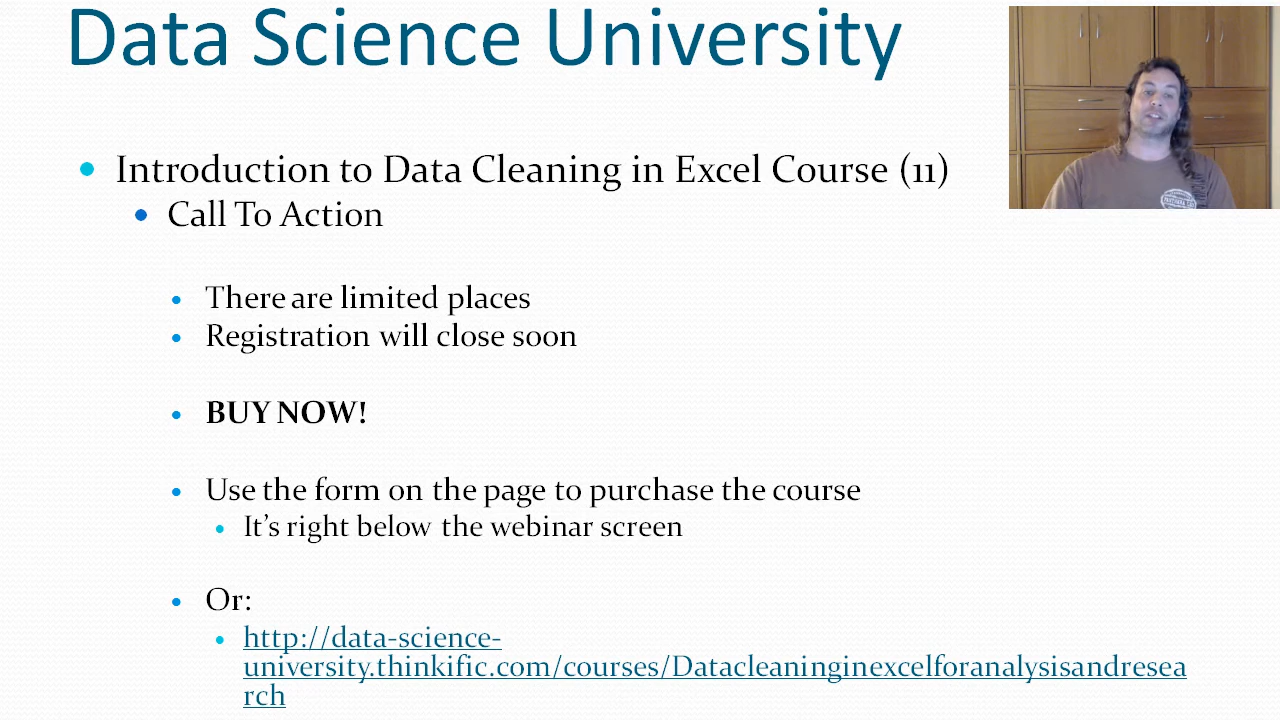 Data Science University
Introduction to Data Cleaning in Excel Course (11)
Call To Action
There are limited places
Registration will close soon
BUY NOW!
Use the form on the page to purchase the course
It's right below the webinar screen
Or:
http://data-science-
university.thinkific.com/courses/Datacleaninginexcelforanalysisandresea
rch